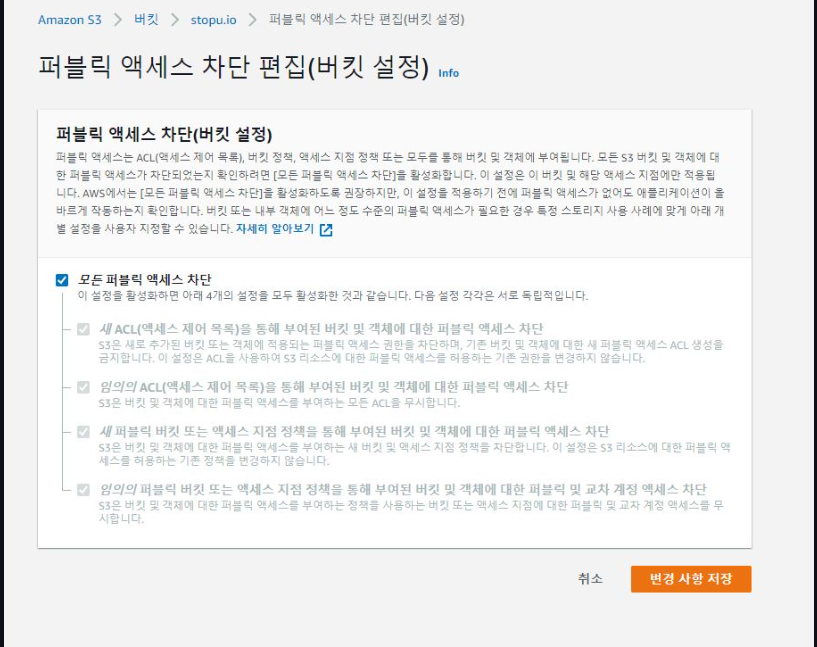 Amazon S3 > 버킷 > stopu.io > 퍼블릭 액세스 차단 편집(버킷 설정)
퍼블릭 액세스 차단 편집(버킷 설정) Info
퍼블릭 액세스 차단(버킷 설정)
퍼블릭 액세스는 ACL(액세스 제어 목록), 버킷 정책, 액세스 지점 정책 또는 모두를 통해 버킷 및 객체에 부여됩니다. 모든 S3 버킷 및 객체에 대
한 퍼블릭 액세스가 차단되었는지 확인하려면 [모든 퍼블릭 액세스 차단]을 활성화합니다. 이 설정은 이 버킷 및 해당 액세스 지점에만 적용됩
니다. AWS에서는 [모든 퍼블릭 액세스 차단]을 활성화하도록 권장하지만, 이 설정을 적용하기 전에 퍼블릭 액세스가 없어도 애플리케이션이 올
바르게 작동하는지 확인합니다. 버킷 또는 내부 객체에 어느 정도 수준의 퍼블릭 액세스가 필요한 경우 특정 스토리지 사용 사례에 맞게 아래 개
별 설정을 사용자 지정할 수 있습니다. 자세히 알아보기
모든 퍼블릭 액세스 차단
이 설정을 활성화하면 아래 4개의 설정을 모두 활성화한 것과 같습니다. 다음 설정 각각은 서로 독립적입니다.
새 ACL(액세스 제어 목록)을 통해 부여된 버킷 및 객체에 대한 퍼블릭 액세스 차단
S3은 새로 추가된 버킷 또는 객체에 적용되는 퍼블릭 액세스 권한을 차단하며, 기존 버킷 및 객체에 대한 새 퍼블릭 액세스 ACL 생성을
금지합니다. 이 설정은 ACL을 사용하여 S3 리소스에 대한 퍼블릭 액세스를 허용하는 기존 권한을 변경하지 않습니다.
임의의 ACL(액세스 제어 목록)을 통해 부여된 버킷 및 객체에 대한 퍼블릭 액세스 차단
S3은 버킷 및 객체에 대한 퍼블릭 액세스를 부여하는 모든 ACL을 무시합니다.
새 퍼블릭 버킷 또는 액세스 지점 정책을 통해 부여된 버킷 및 객체에 대한 퍼블릭 액세스 차단
S3은 버킷 및 객체에 대한 퍼블릭 액세스를 부여하는 새 버킷 및 액세스 지점 정책을 차단합니다. 이 설정은 S3 리소스에 대한 퍼블릭 액
세스를 허용하는 기존 정책을 변경하지 않습니다.
임의의 퍼블릭 버킷 또는 액세스 지점 정책을 통해 부여된 버킷 및 객체에 대한 퍼블릭 및 교차 계정 액세스 차단
S3은 버킷 및 객체에 대한 퍼블릭 액세스를 부여하는 정책을 사용하는 버킷 또는 액세스 지점에 대한 퍼블릭 및 교차 계정 액세스를 무
시합니다.
취소
변경 사항 저장